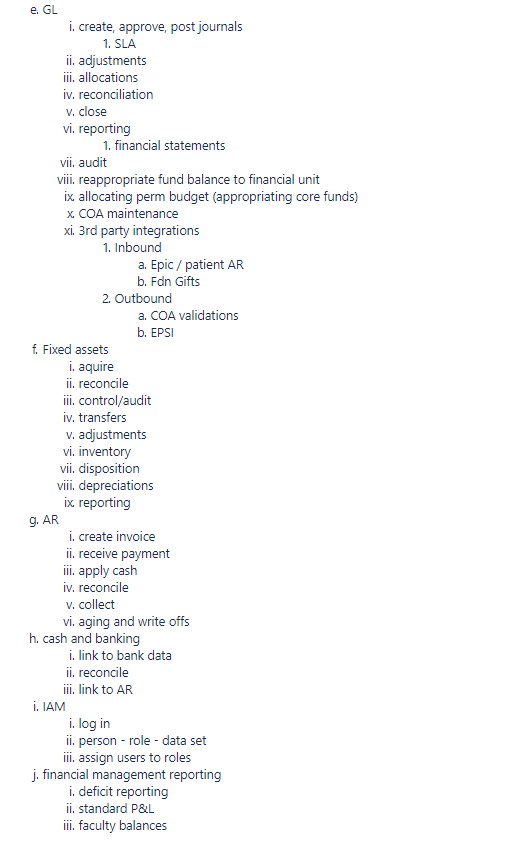 e. GL
i. create, approve, post journals
1. SLA
ii. adjustments
iii. allocations
iv. reconciliation
v. close
vi. reporting
1. financial statements
vii. audit
viii. reappropriate fund balance to financial unit
ix. allocating perm budget (appropriating core funds)
x. COA maintenance
xi. 3rd party integrations
1. Inbound
a. Epic / patient AR
b. Fdn Gifts
2. Outbound
a. COA validations
b. EPSI
f. Fixed assets
i. aquire
ii. reconcile
iii. control/audit
iv. transfers
v. adjustments
vi. inventory
vii. disposition
viii. depreciations
ix. reporting
g. AR
i. create invoice
ii. receive payment
iii. apply cash
iv. reconcile
v. collect
vi. aging and write offs
h. cash and banking
i. link to bank data
ii. reconcile
iii. link to AR
i. IAM
i. log in
ii. person - role - data set
iii. assign users to roles
j. financial management reporting
i. deficit reporting
ii. standard P&L
iii. faculty balances